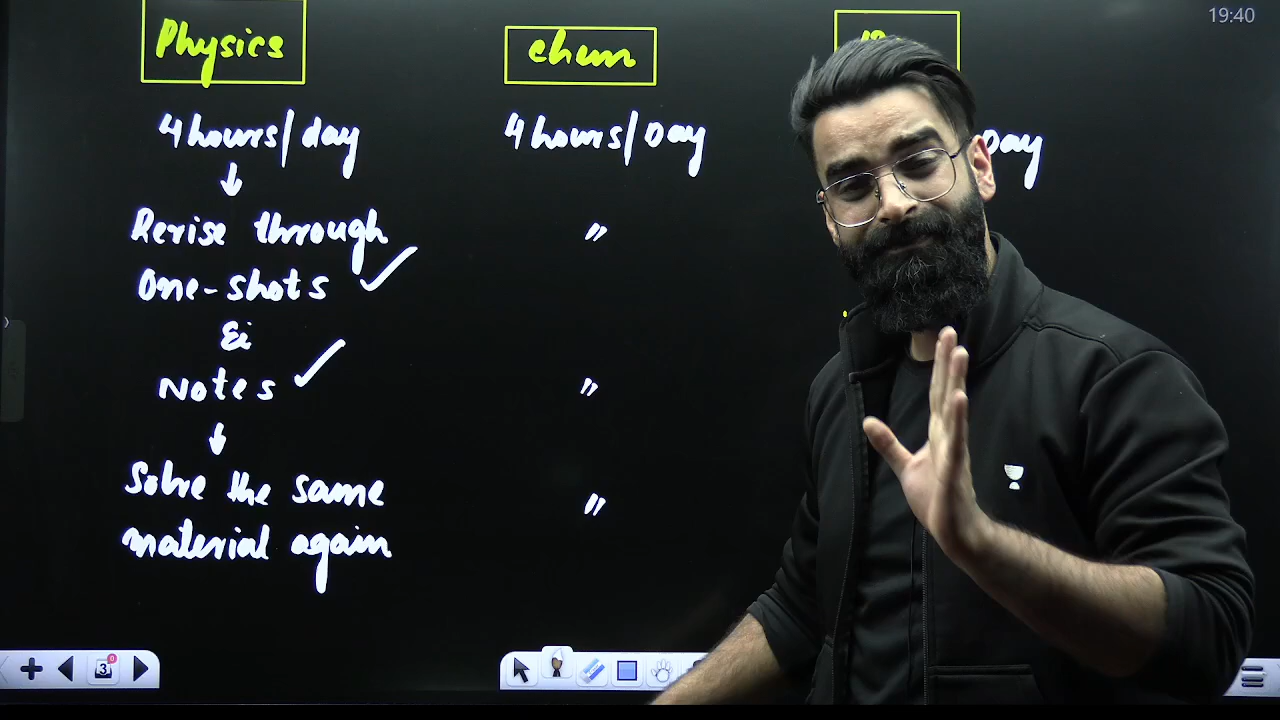 19:40
Physics
chem
4 hours/day
4 hours/Day
Day
Revise through
"
One-shots
&
Notes
"
Solve the same
"
material again
3